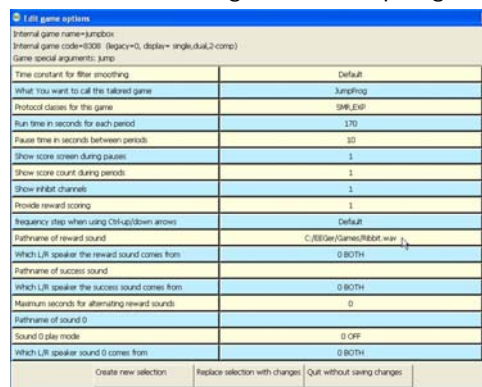 Edit game options
Internal game name=jumpbox
Internal game code=8308 (legacy=0, display= single,dual,2-comp)
Game special arguments: jump
Time constant for filter smoothing Default
What You want to call this tailored game JumpFrog
Protocol classes for this game SMR,EXP
Run time in seconds for each period 170
Pause time in seconds between periods 10
Show score screen during pauses 1
Show score count during periods 1
Show inhibit channels 1
Provide reward scoring 1
frequency step when using Ctrl-up/down arrows Default
Pathname of reward sound C:/EEGer/Games/Ribbit.wav
Which L/R speaker the reward sound comes from 0 BOTH
Pathname of success sound
Which L/R speaker the success sound comes from 0 BOTH
Maximum seconds for alternating reward sounds 0
Pathname of sound 0
Sound 0 play mode 0 OFF
Which L/R speaker sound 0 comes from 0 BOTH
Create new selection Replace selection with changes Quit without saving changes